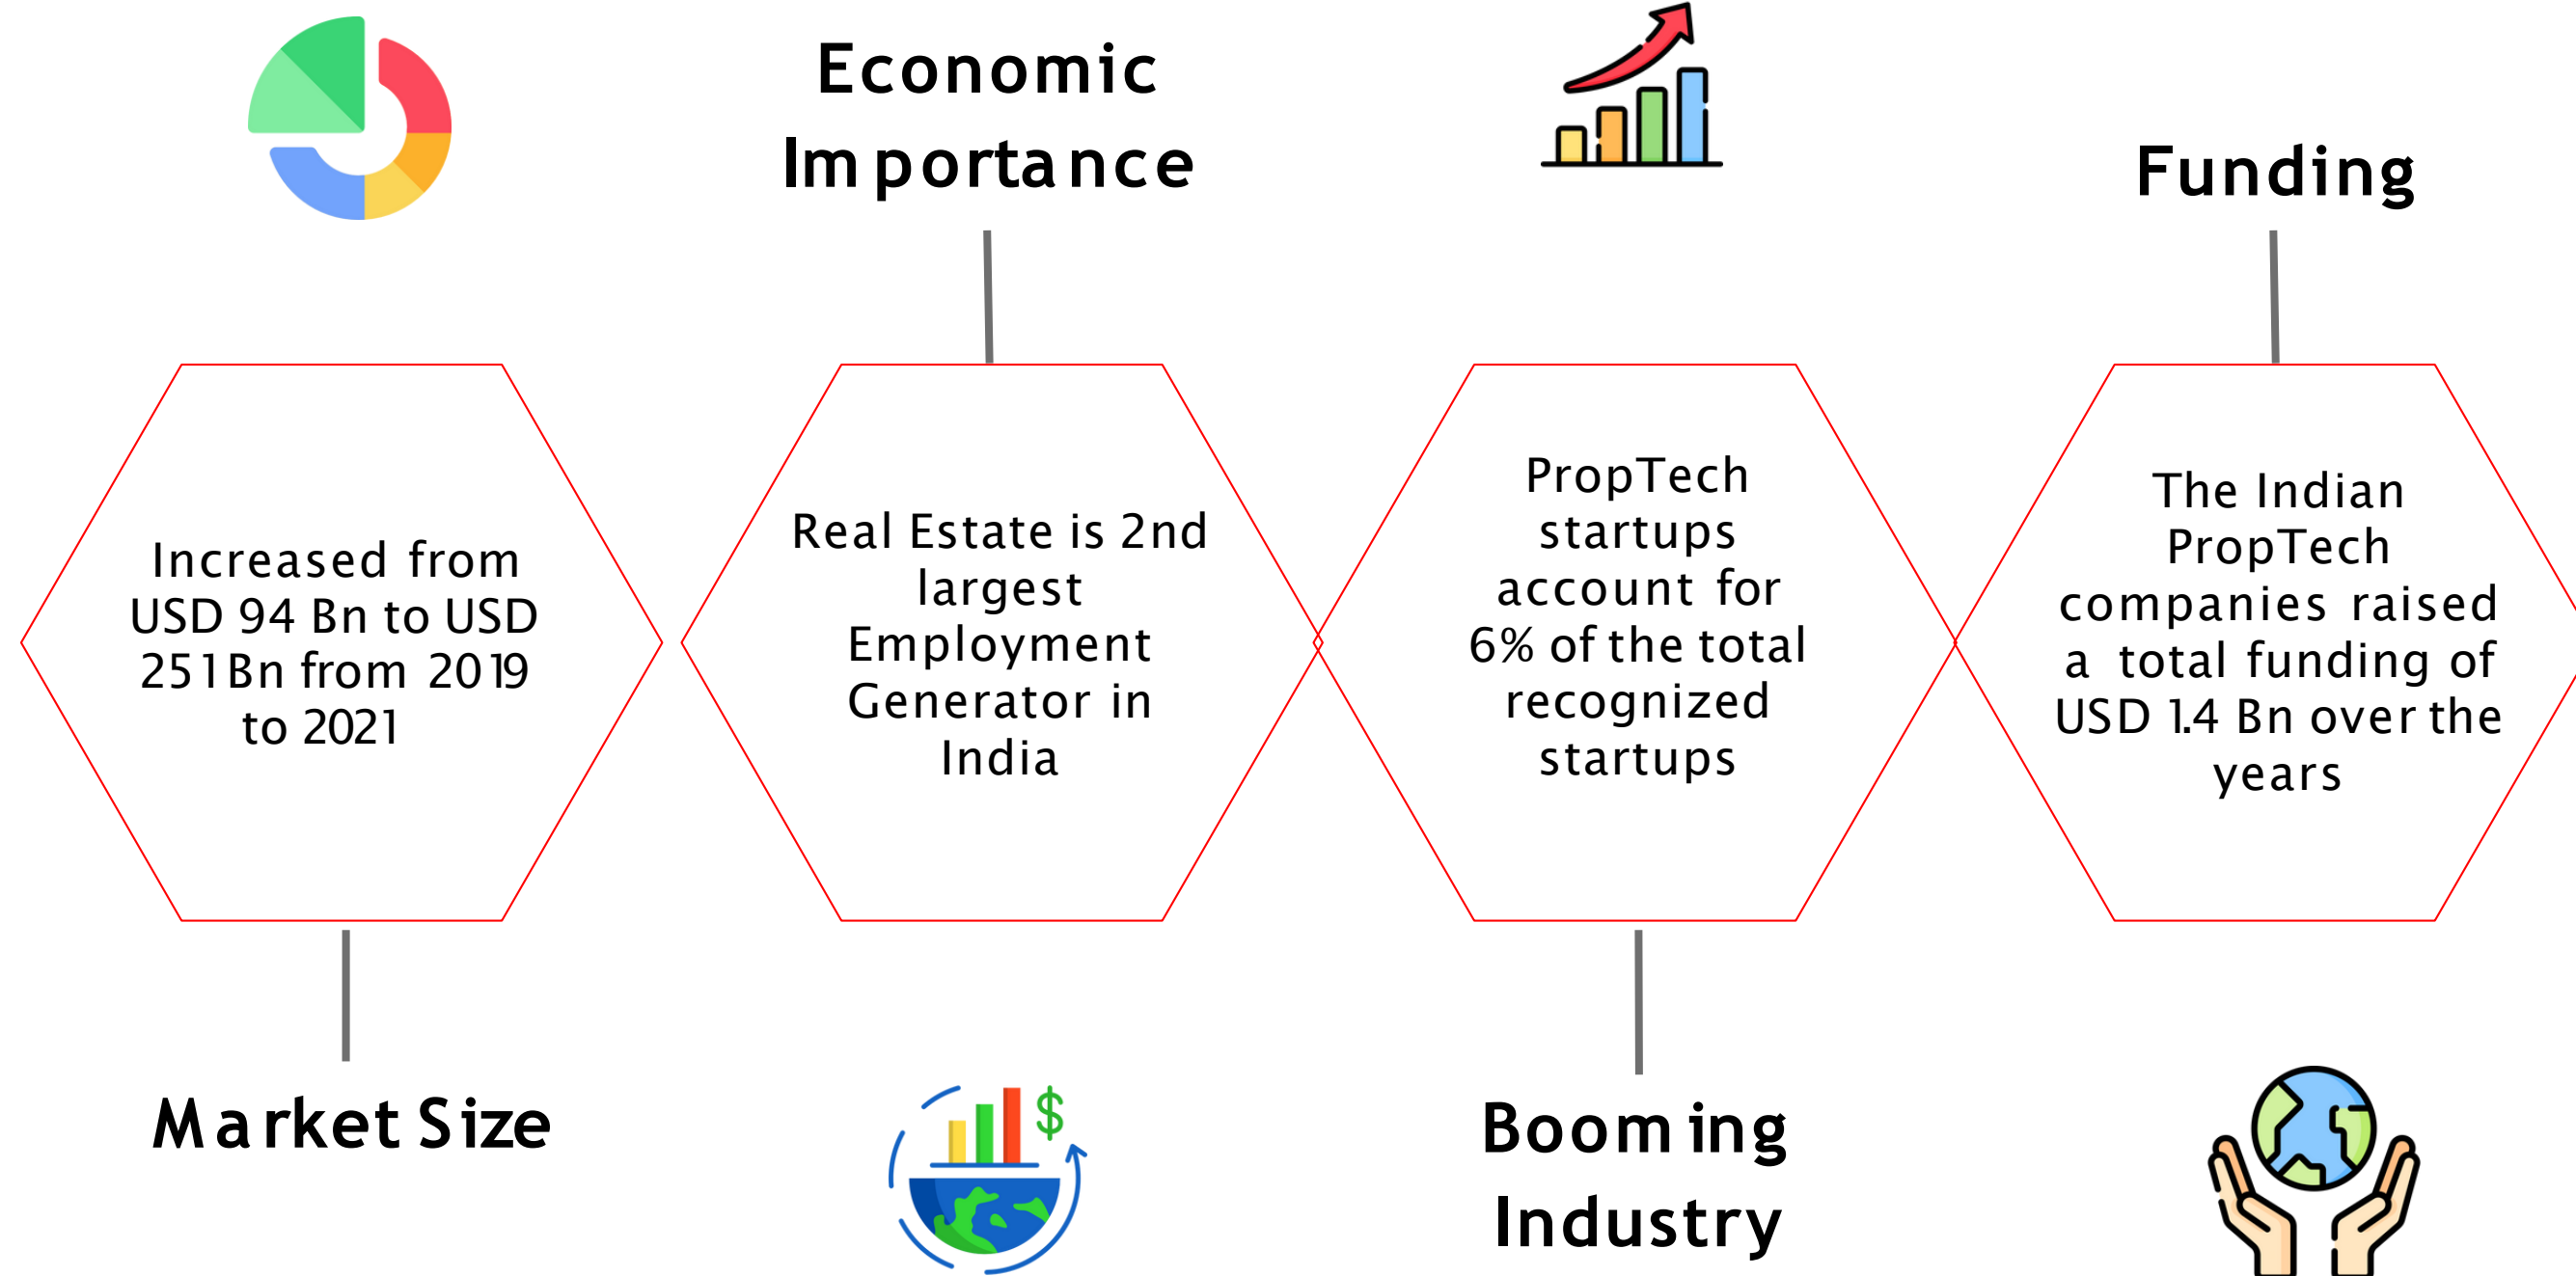 Economic
Importance
Funding
Increased from
USD 94 Bn to USD
251Bn from 2019
to 2021
Market Size
Real Estate is 2nd
largest
Employment
Generator in
India
$
PropTech
startups
account for
6% of the total
recognized
startups
Booming
Industry
The Indian
PropTech
companies raised
a total funding of
USD 1.4 Bn over the
years